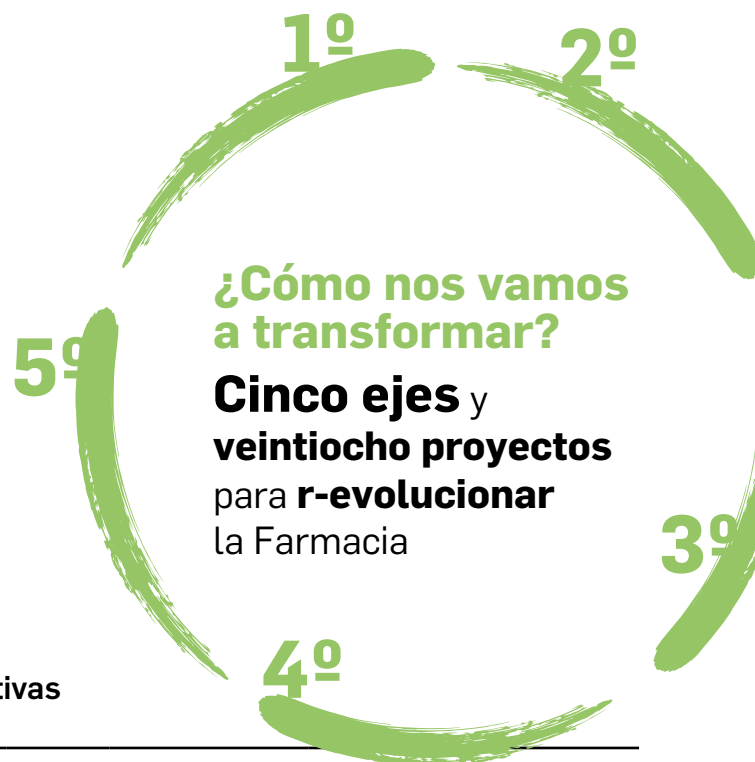 1º
2º
¿Cómo nos vamos
a transformar?
5º
Cinco ejes y
veintiocho proyectos
para r-evolucionar
la Farmacia
3º
4º
tivas